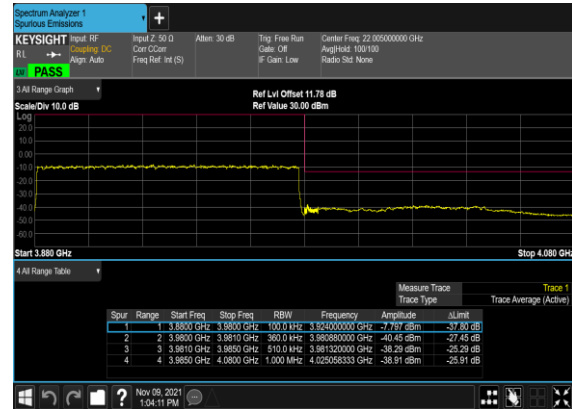 Spectrum Analyzer 1
Spurious Emissions
+
KEYSIGHT Input: RF Input Z: 50 Ω Atten: 30 dB Trig: Free Run Center Freq: 22.005000000 GHz
RL Coupling: DC Corr CCorr Gate: Off Avg|Hold: 100/100
Align: Auto Freq Ref: Int (S) IF Gain: Low Radio Std: None
LXI PASS
3 All Range Graph
Ref Lvl Offset 11.78 dB
Scale/Div 10.0 dB Ref Value 30.00 dBm
Log
20.0
10.0
0.00
-10.0
-20.0
-30.0
-40.0
-50.0
-60.0
Start 3.880 GHz Stop 4.080 GHz
4 All Range Table
Measure Trace Trace 1
Trace Type Trace Average (Active)
Spur Range Start Freq Stop Freq RBW Frequency Amplitude ΔLimit
1 1 3.8800 GHz 3.9800 GHz 100.0 kHz 3.924000000 GHz -7.797 dBm -37.80 dB
2 2 3.9800 GHz 3.9810 GHz 360.0 kHz 3.980880000 GHz -40.45 dBm -27.45 dB
3 3 3.9810 GHz 3.9850 GHz 510.0 kHz 3.981320000 GHz -38.29 dBm -25.29 dB
4 4 3.9850 GHz 4.0800 GHz 1.000 MHz 4.025058333 GHz -38.91 dBm -25.91 dB
? Nov 09, 2021
1:04:11 PM